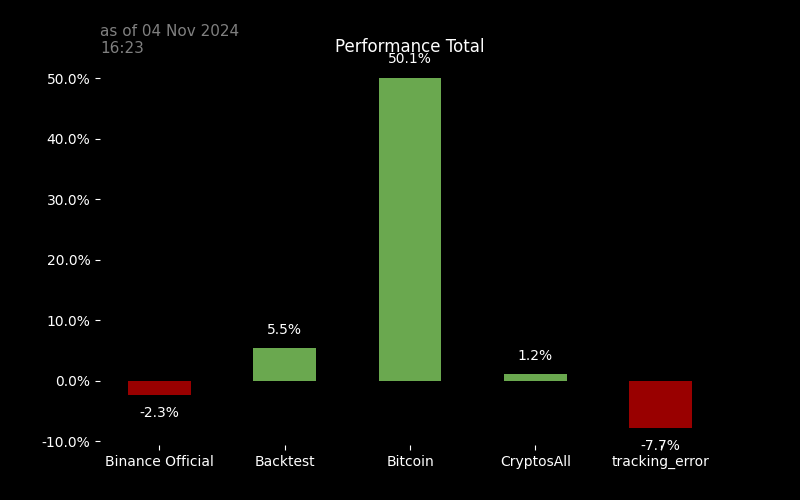 as of 04 Nov 2024
16:23
Performance Total
50.1%
50.0%
40.0%
30.0%
20.0%
10.0%
5.5%
1.2%
0.0%
-2.3%
-10.0%
-7.7%
Binance Official
Backtest
Bitcoin
CryptosAll
tracking_error